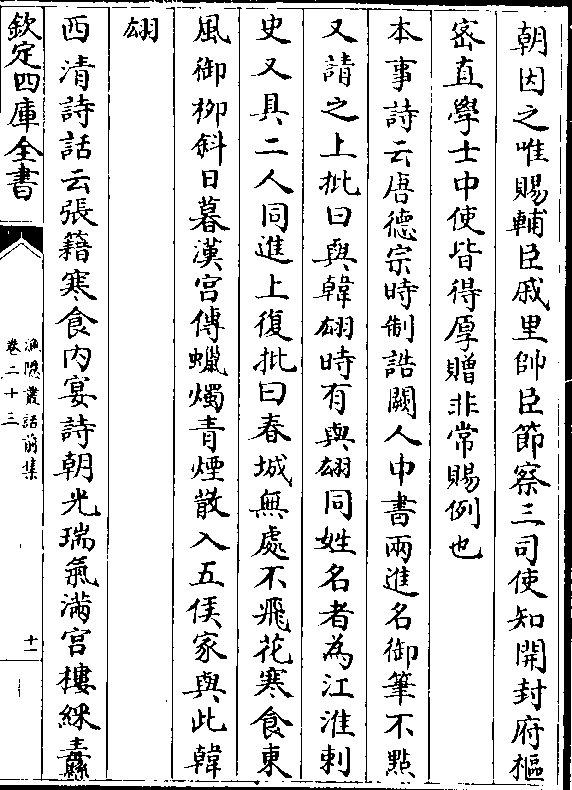 朝因之唯賜輔臣戚里帥臣節察三司使知開封府樞
宻直學士中使皆得厚贈非常賜例也
本事詩云唐德宗時制誥闕人中書兩進名御筆不㸃
又請之上批曰與韓翃時有與翃同姓名者為江淮刺
史又具二人同進上復批曰春城無處不飛花寒食東
風御栁斜日暮漢宫傳蠟燭青煙散入五侯家與此韓
翃
西清詩話云張籍寒食内宴詩朝光瑞氣滿宫樓綵纛
欽定四庫全書
漁隱叢話前集
卷二十三
十一